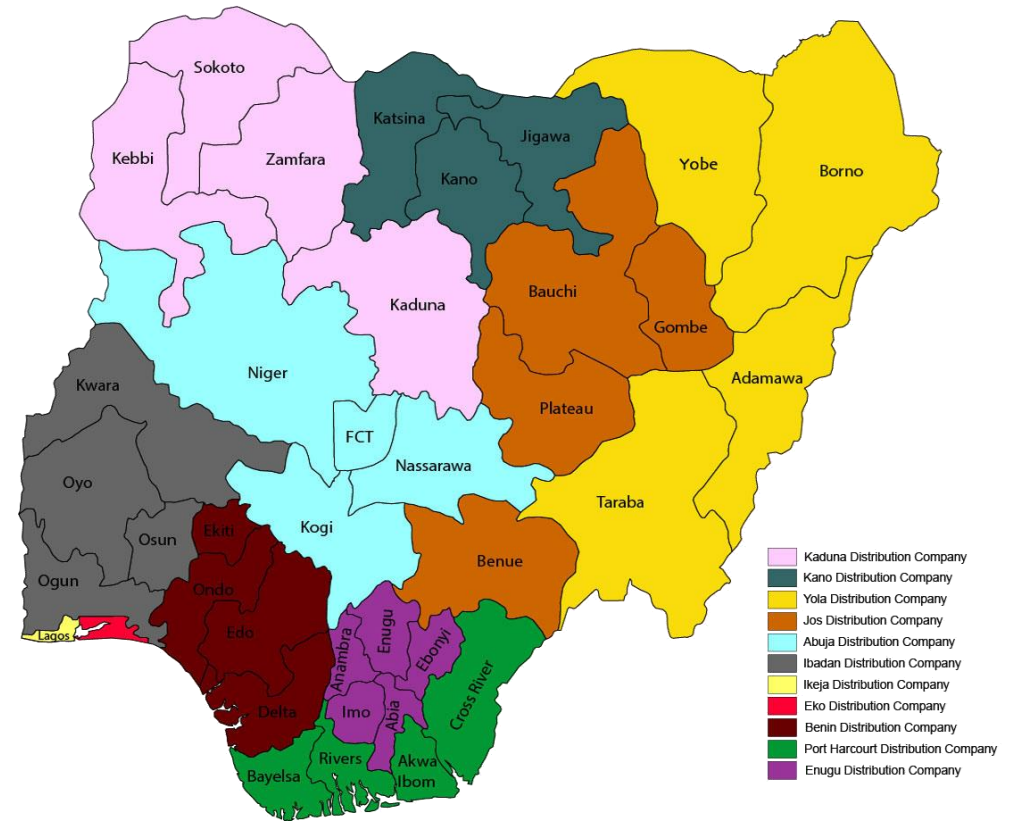 Sokoto
Katsina
Jigawa
Kebbi
Zamfara
Kano
Yobe
Borno
Bauchi
Kaduna
Gombe
Niger
Adamawa
Kwara
Plateau
FCT
Nassarawa
Oyo
Taraba
Kogi
Ekiti
Osun
Benue
Ogun
Ondo
Edo
Lagos
Enugu
Anambra
Ebonyi
Cross River
Delta
Imo
Abia
Rivers
Akwa
Ibom
Bayelsa
Kaduna Distribution Company
Kano Distribution Company
Yola Distribution Company
Jos Distribution Company
Abuja Distribution Company
Ibadan Distribution Company
Ikeja Distribution Company
Eko Distribution Company
Benin Distribution Company
Port Harcourt Distribution Company
Enugu Distribution Company